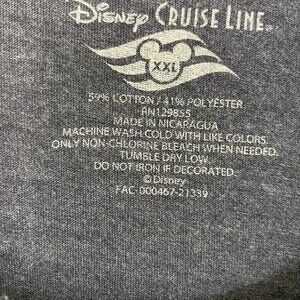 Disney CRUISE LINE®
XXL
59% COTTON / 41% POLYESTER
RN129855
MADE IN NICARAGUA
MACHINE WASH COLD WITH LIKE COLORS.
ONLY NON-CHLORINE BLEACH WHEN NEEDED.
TUMBLE DRY LOW.
DO NOT IRON IF DECORATED.
©Disney
FAC-000467-21339